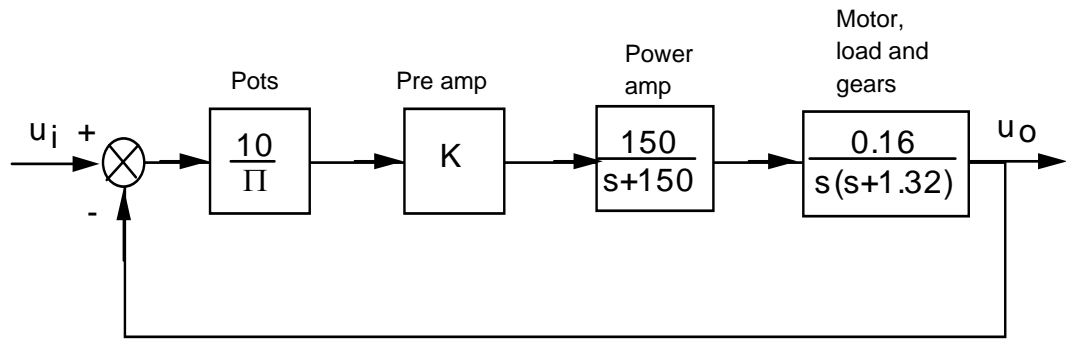 Motor,
load and
gears
Power
amp
Pots
Pre amp
u i
+
10
Π
K
150
s+150
0.16
s(s+1.32)
u o
-